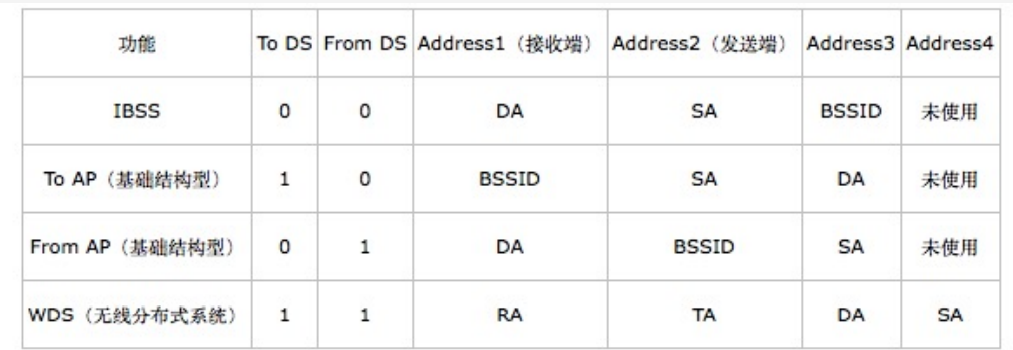 功能 To DS From DS Address1（接收端） Address2（发送端） Address3 Address4
IBSS 0 0 DA SA BSSID 未使用
To AP（基础结构型） 1 0 BSSID SA DA 未使用
From AP（基础结构型） 0 1 DA BSSID SA 未使用
WDS（无线分布式系统） 1 1 RA TA DA SA